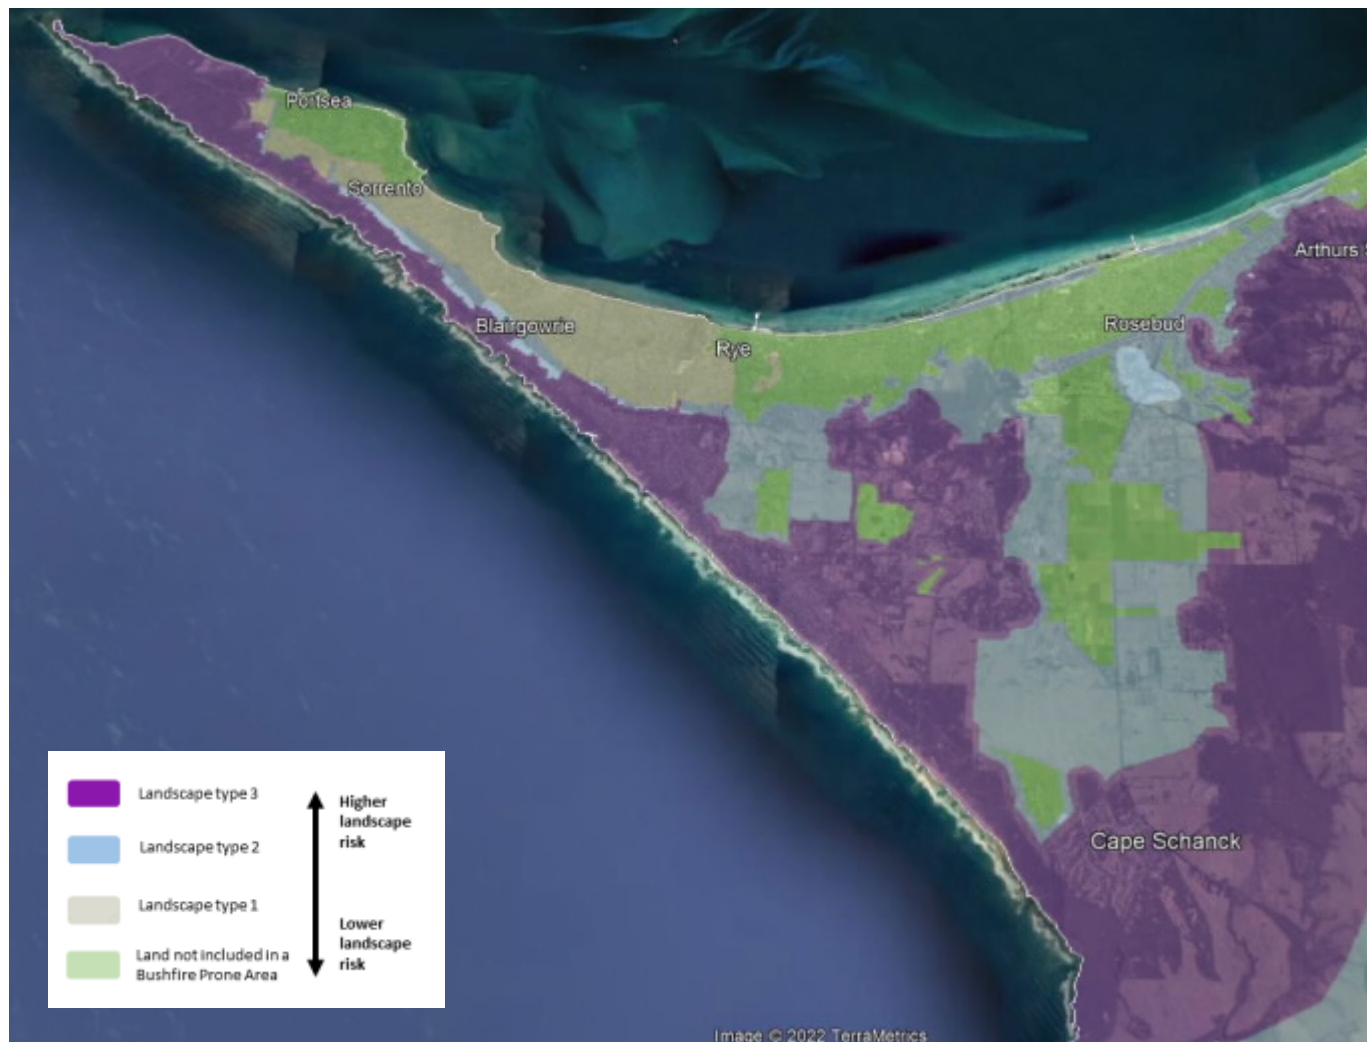 Portsea
Sorrento
Arthurs
Blairgowrie
Rye
Rosebud
Cape Schanck
Landscape type 3
Landscape type 2
Landscape type 1
Land not included in a
Bushfire Prone Area
Higher
landscape
risk
Lower
landscape
risk
Image © 2022 TerraMetrics